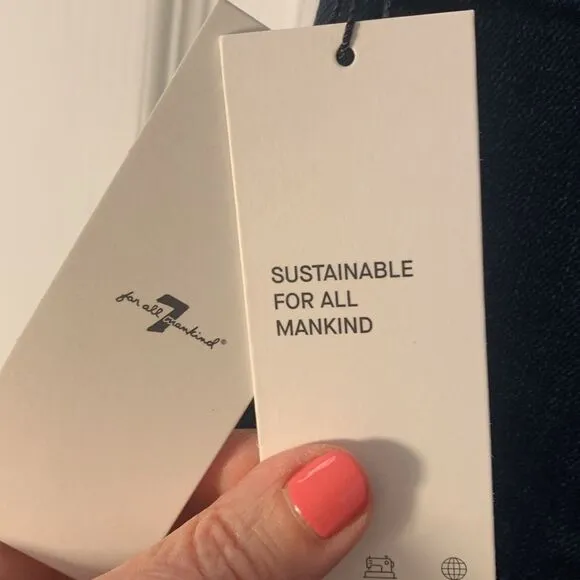 for all 7 mankind®
SUSTAINABLE
FOR ALL
MANKIND